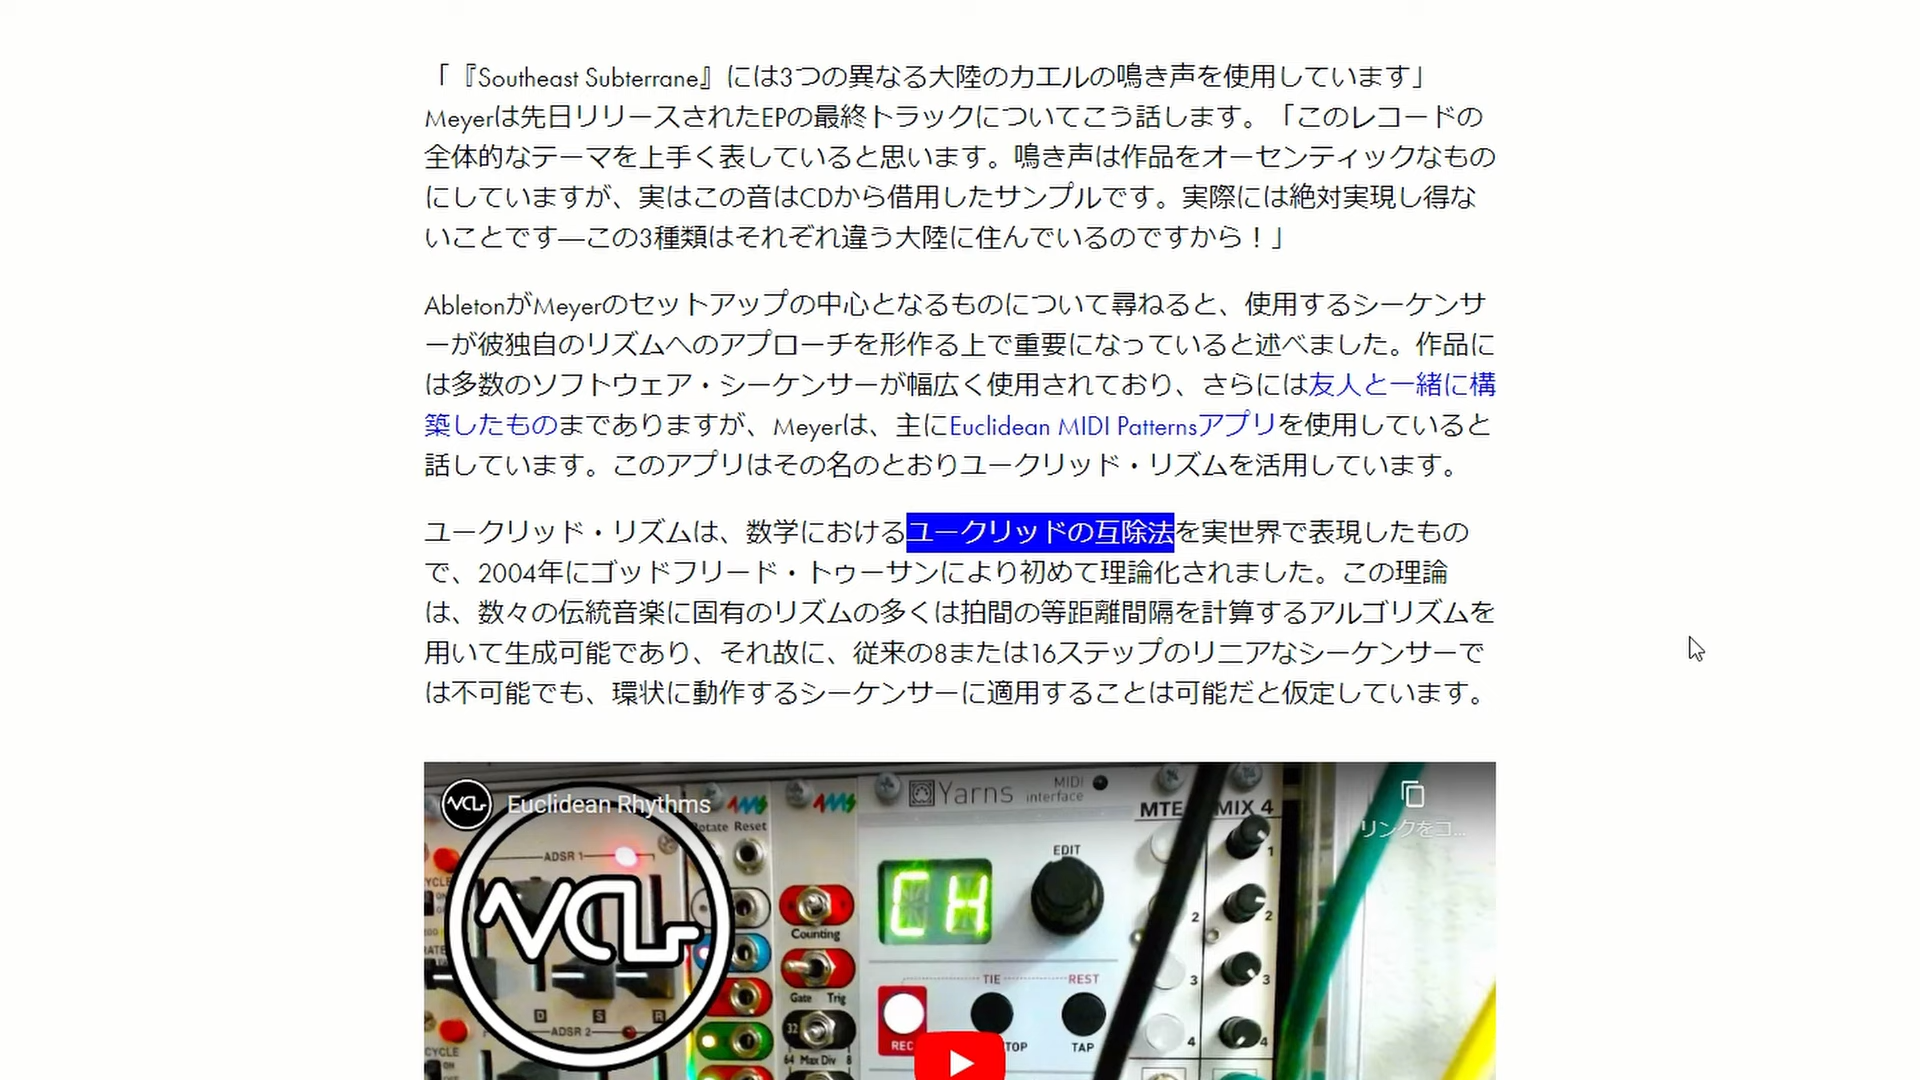 「『Southeast Subterrane』には3つの異なる大陸のカエルの鳴き声を使用しています」
Meyerは先日リリースされたEPの最終トラックについてこう話します。「このレコードの
全体的なテーマを上手く表していると思います。鳴き声は作品をオーセンティックなもの
にしていますが、実はこの音はCDから借用したサンプルです。実際には絶対実現し得な
いことです—この3種類はそれぞれ違う大陸に住んでいるのですから！」
AbletonがMeyerのセットアップの中心となるものについて尋ねると、使用するシーケンサ
ーが彼独自のリズムへのアプローチを形作る上で重要になっていると述べました。作品に
は多数のソフトウェア・シーケンサーが幅広く使用されており、さらには友人と一緒に構
築したものまでありますが、Meyerは、主にEuclidean MIDI Patternsアプリを使用していると
話しています。このアプリはその名のとおりユークリッド・リズムを活用しています。
ユークリッド・リズムは、数学におけるユークリッドの互除法を実世界で表現したもの
で、2004年にゴッドフリード・トゥーサンにより初めて理論化されました。この理論
は、数々の伝統音楽に固有のリズムの多くは拍間の等距離間隔を計算するアルゴリズムを
用いて生成可能であり、それ故に、従来の8または16ステップのリニアなシーケンサーで
は不可能でも、環状に動作するシーケンサーに適用することは可能だと仮定しています。
Euclidean Rhythms
リンクをコ...
Yarns
MIDI
interface
MIX 4
Rotate Reset
ADSR 1
EDIT
CH
1
2
2
3
3
4
4
Counting
Gate Trig
TIE
REST
REC
TAP
32
64 Max Div 8
D S R
ADSR 2
VCLr